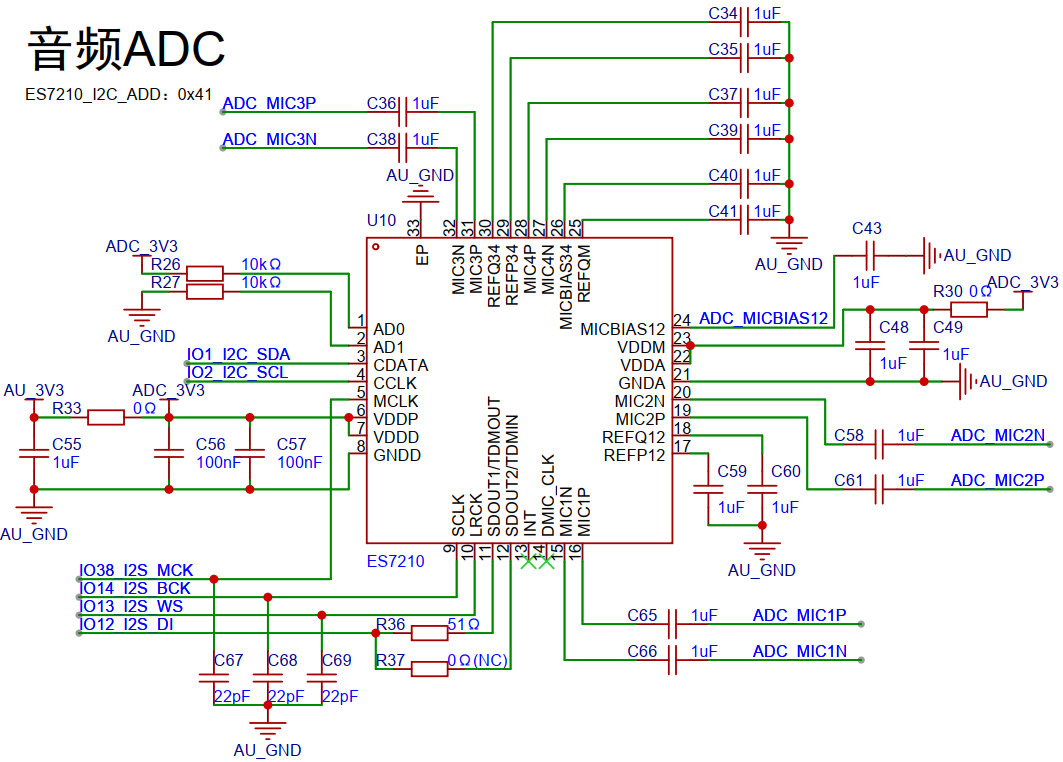 音频ADC
ES7210_I2C_ADD：0x41
C34 1uF
C35 1uF
C37 1uF
C39 1uF
C40 1uF
C41 1uF
AU_GND
ADC_MIC3P C36 1uF
ADC_MIC3N C38 1uF
AU_GND
U10
33 32 31 30 29 28 27 26 25
EP MIC3N MIC3P REFQ34 REFP34 MIC4P MIC4N MICBIAS34 REFQM
C43
1uF
AU_GND
ADC_3V3
R26 10kΩ
R27 10kΩ
AU_GND
ADC_3V3
R30 0Ω
C48 1uF
C49 1uF
AU_GND
1 AD0
2 AD1
3 CDATA
4 CCLK
5 MCLK
6 VDDP
7 VDDD
8 GNDD
MICBIAS12 24 ADC_MICBIAS12
VDDM 23
VDDA 22
GNDA 21
MIC2N 20
MIC2P 19
REFQ12 18
REFP12 17
IO1_I2C_SDA
IO2_I2C_SCL
AU_3V3
ADC_3V3
R33 0Ω
C55
1uF
C56
100nF
C57
100nF
AU_GND
C58 1uF ADC_MIC2N
C61 1uF ADC_MIC2P
C59
1uF
C60
1uF
AU_GND
SCLK LRCK SDOUT1/TDMOUT SDOUT2/TDMIN INT DMIC_CLK MIC1N MIC1P
9 10 11 12 13 14 15 16
ES7210
IO38_I2S_MCK
IO14_I2S_BCK
IO13_I2S_WS
IO12_I2S_DI
R36 51Ω
R37 0Ω(NC)
C67
22pF
C68
22pF
C69
22pF
AU_GND
C65 1uF ADC_MIC1P
C66 1uF ADC_MIC1N